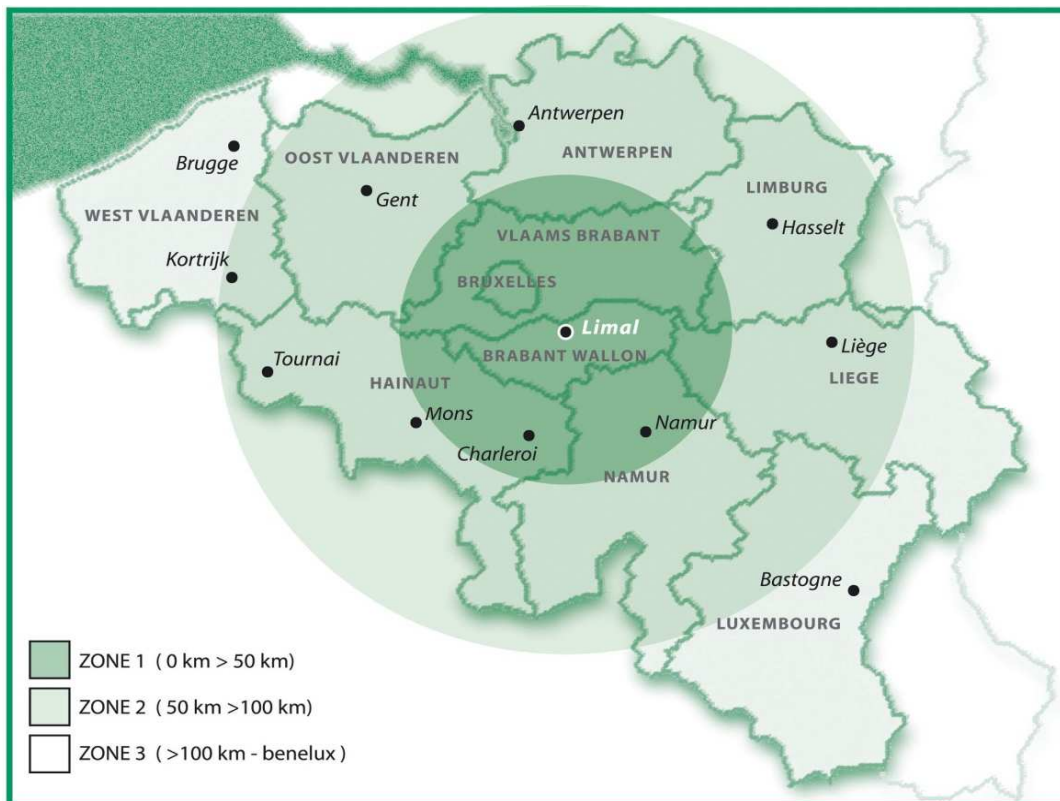 Antwerpen
Brugge
OOST VLAANDEREN
ANTWERPEN
Gent
LIMBURG
WEST VLAANDEREN
Hasselt
VLAAMS BRABANT
Kortrijk
BRUXELLES
Limal
Tournai
BRABANT WALLON
Liège
HAINAUT
LIEGE
Mons
Namur
Charleroi
NAMUR
Bastogne
LUXEMBOURG
ZONE 1 ( 0 km > 50 km)
ZONE 2 ( 50 km >100 km)
ZONE 3 ( >100 km - benelux )